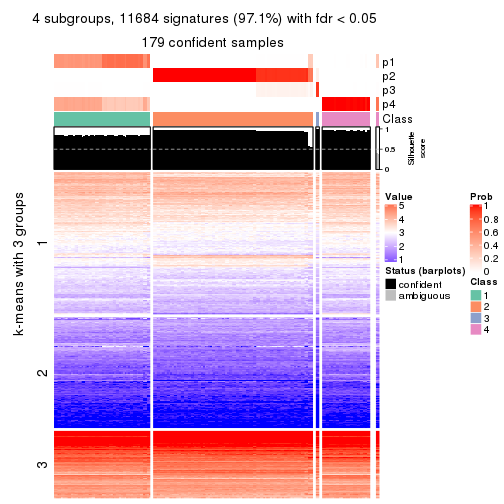 4 subgroups, 11684 signatures (97.1%) with fdr < 0.05
179 confident samples
p1
p2
p3
p4
Class
1
0.5
0
Silhouette
score
k-means with 3 groups
1
2
3
Value
5
4
3
2
1
Status (barplots)
confident
ambiguous
Prob
1
0.8
0.6
0.4
0.2
0
Class
1
2
3
4